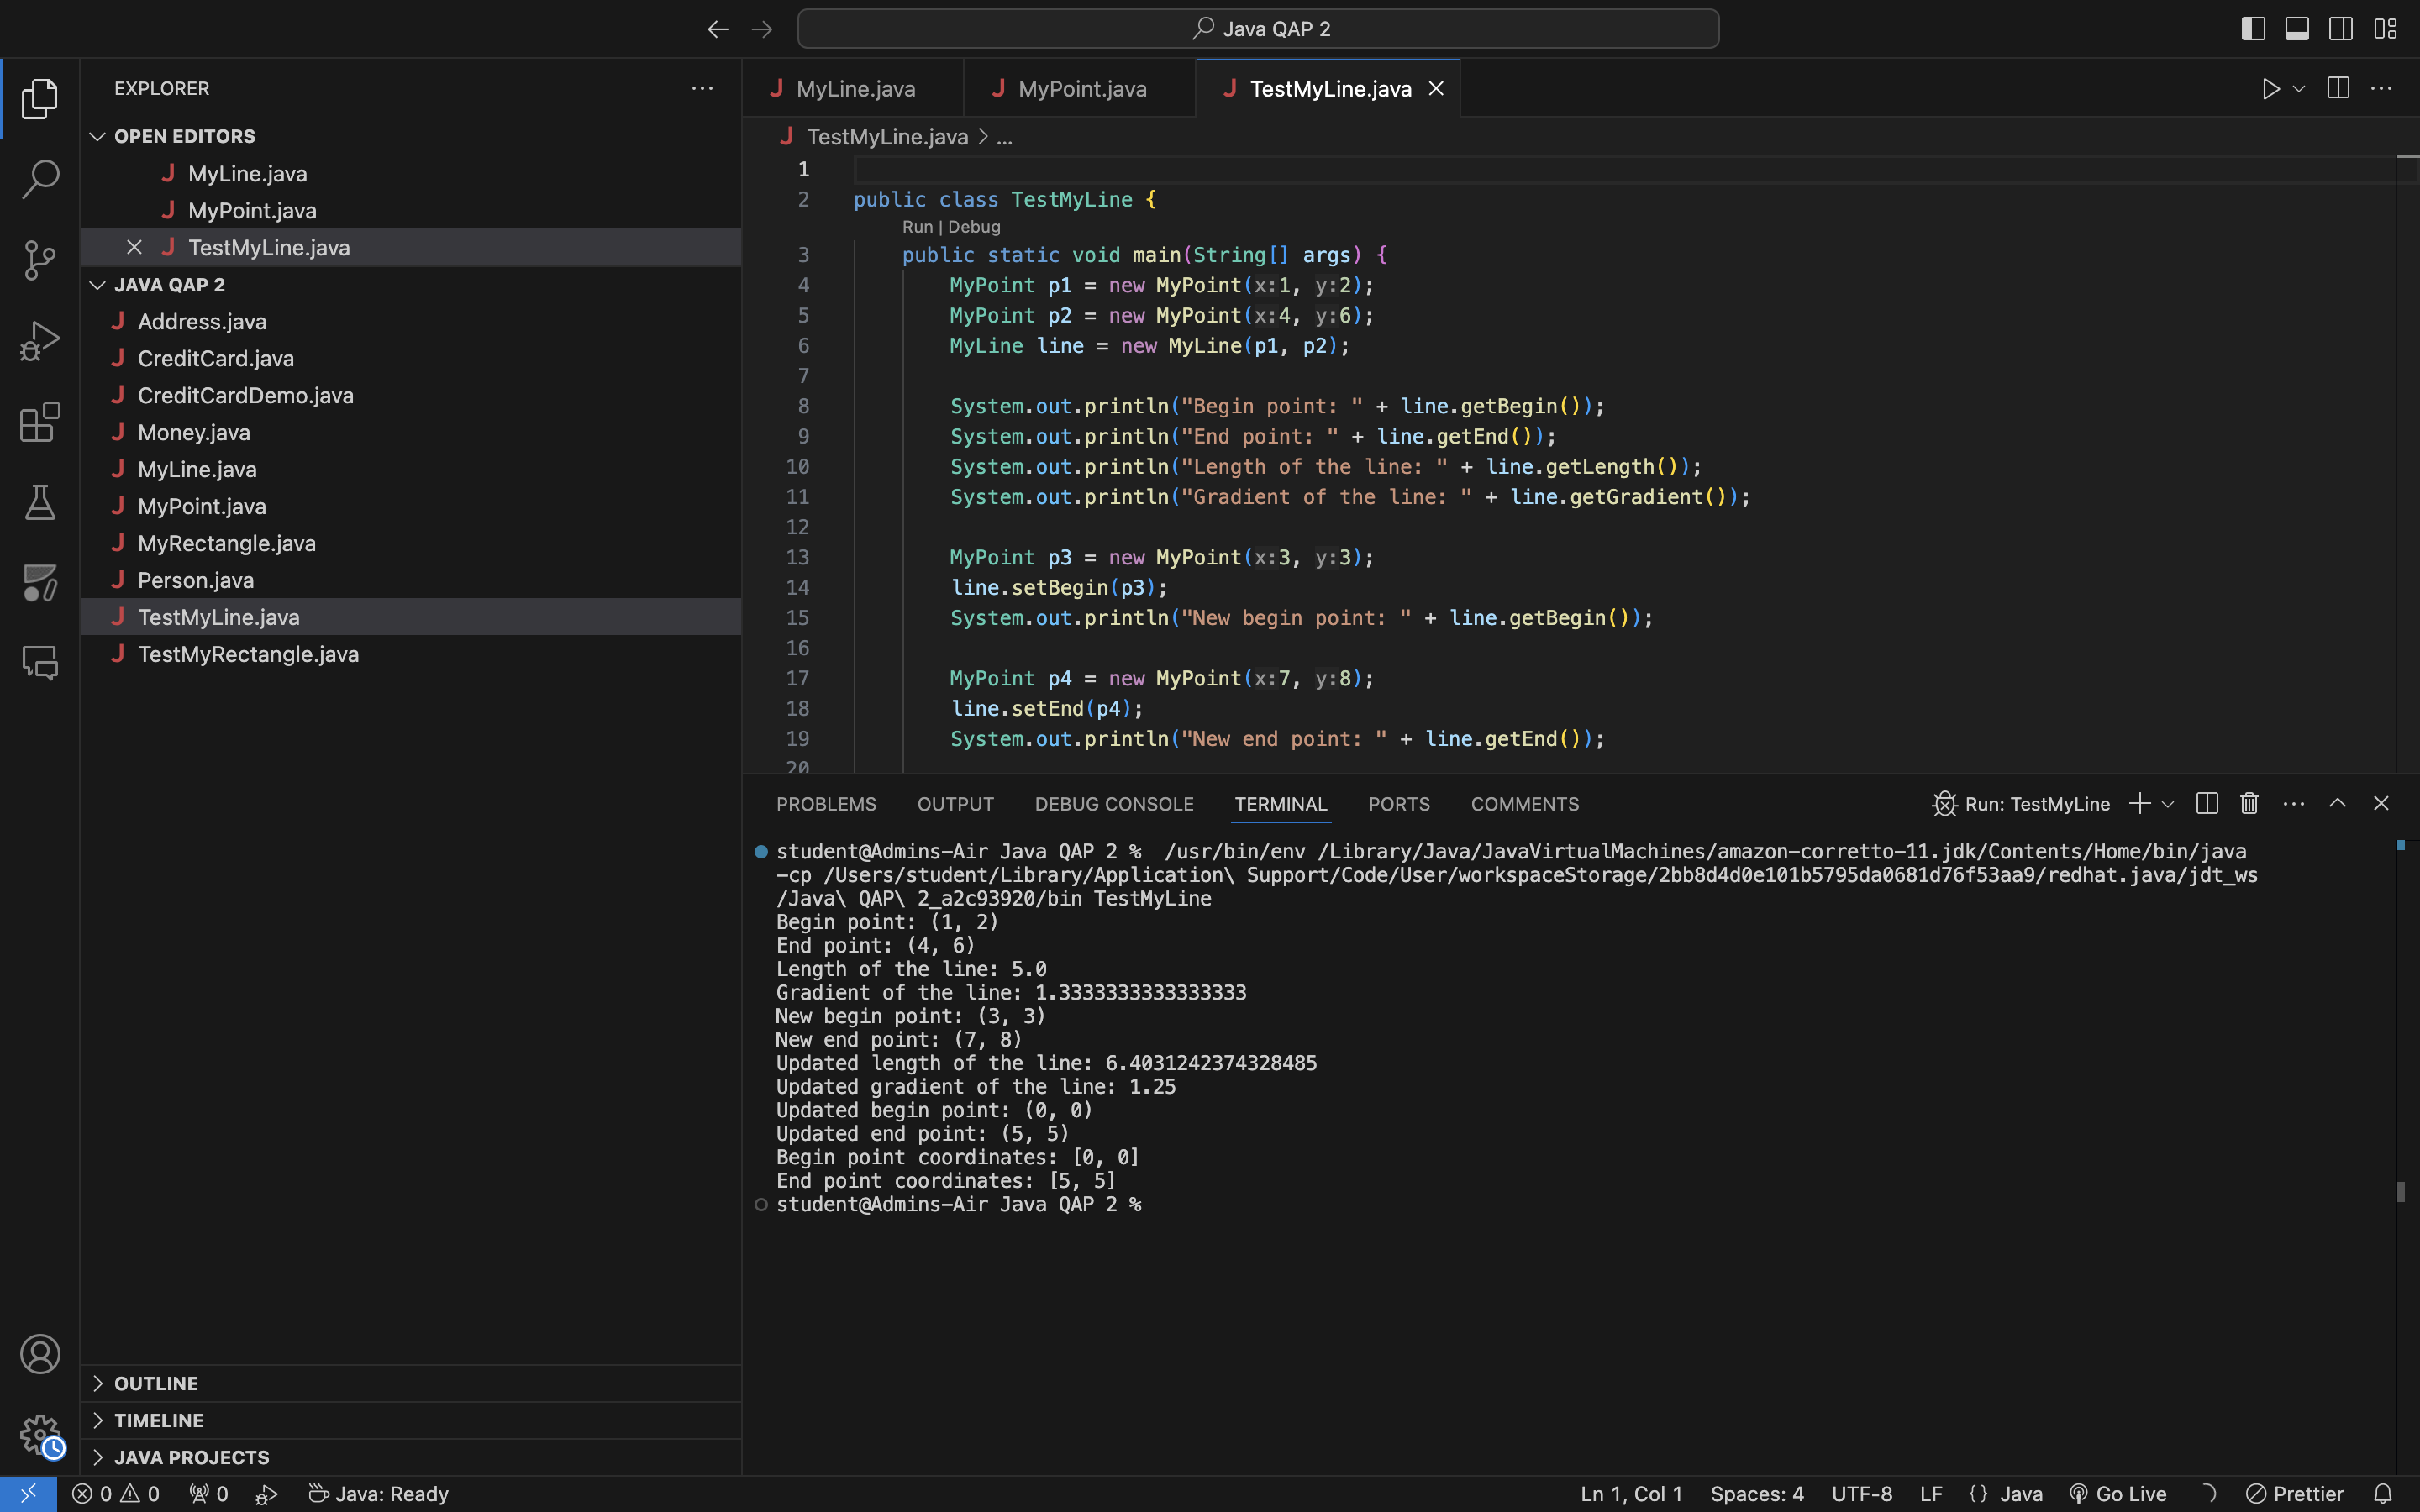 Java QAP 2
EXPLORER
OPEN EDITORS
MyLine.java
MyPoint.java
TestMyLine.java
JAVA QAP 2
Address.java
CreditCard.java
CreditCardDemo.java
Money.java
MyLine.java
MyPoint.java
MyRectangle.java
Person.java
TestMyLine.java
TestMyRectangle.java
OUTLINE
TIMELINE
JAVA PROJECTS
MyLine.java MyPoint.java TestMyLine.java
TestMyLine.java > ...
1
2 public class TestMyLine {
Run | Debug
3 public static void main(String[] args) {
4 MyPoint p1 = new MyPoint(x:1, y:2);
5 MyPoint p2 = new MyPoint(x:4, y:6);
6 MyLine line = new MyLine(p1, p2);
7
8 System.out.println("Begin point: " + line.getBegin());
9 System.out.println("End point: " + line.getEnd());
10 System.out.println("Length of the line: " + line.getLength());
11 System.out.println("Gradient of the line: " + line.getGradient());
12
13 MyPoint p3 = new MyPoint(x:3, y:3);
14 line.setBegin(p3);
15 System.out.println("New begin point: " + line.getBegin());
16
17 MyPoint p4 = new MyPoint(x:7, y:8);
18 line.setEnd(p4);
19 System.out.println("New end point: " + line.getEnd());
20
PROBLEMS OUTPUT DEBUG CONSOLE TERMINAL PORTS COMMENTS Run: TestMyLine
student@Admins-Air Java QAP 2 % /usr/bin/env /Library/Java/JavaVirtualMachines/amazon-corretto-11.jdk/Contents/Home/bin/java
-cp /Users/student/Library/Application\ Support/Code/User/workspaceStorage/2bb8d4d0e101b5795da0681d76f53aa9/redhat.java/jdt_ws
/Java\ QAP\ 2_a2c93920/bin TestMyLine
Begin point: (1, 2)
End point: (4, 6)
Length of the line: 5.0
Gradient of the line: 1.3333333333333333
New begin point: (3, 3)
New end point: (7, 8)
Updated length of the line: 6.4031242374328485
Updated gradient of the line: 1.25
Updated begin point: (0, 0)
Updated end point: (5, 5)
Begin point coordinates: [0, 0]
End point coordinates: [5, 5]
student@Admins-Air Java QAP 2 %
0 0 0 Java: Ready Ln 1, Col 1 Spaces: 4 UTF-8 LF {} Java Go Live Prettier